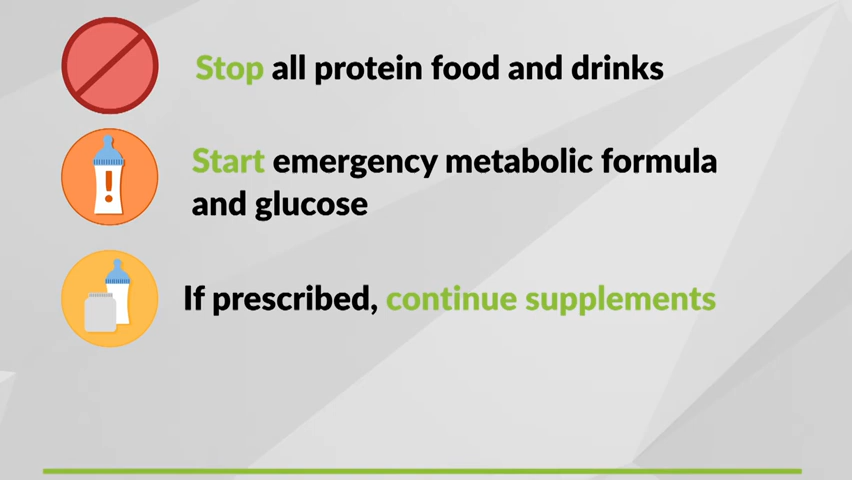 Stop all protein food and drinks
Start emergency metabolic formula
and glucose
If prescribed, continue supplements